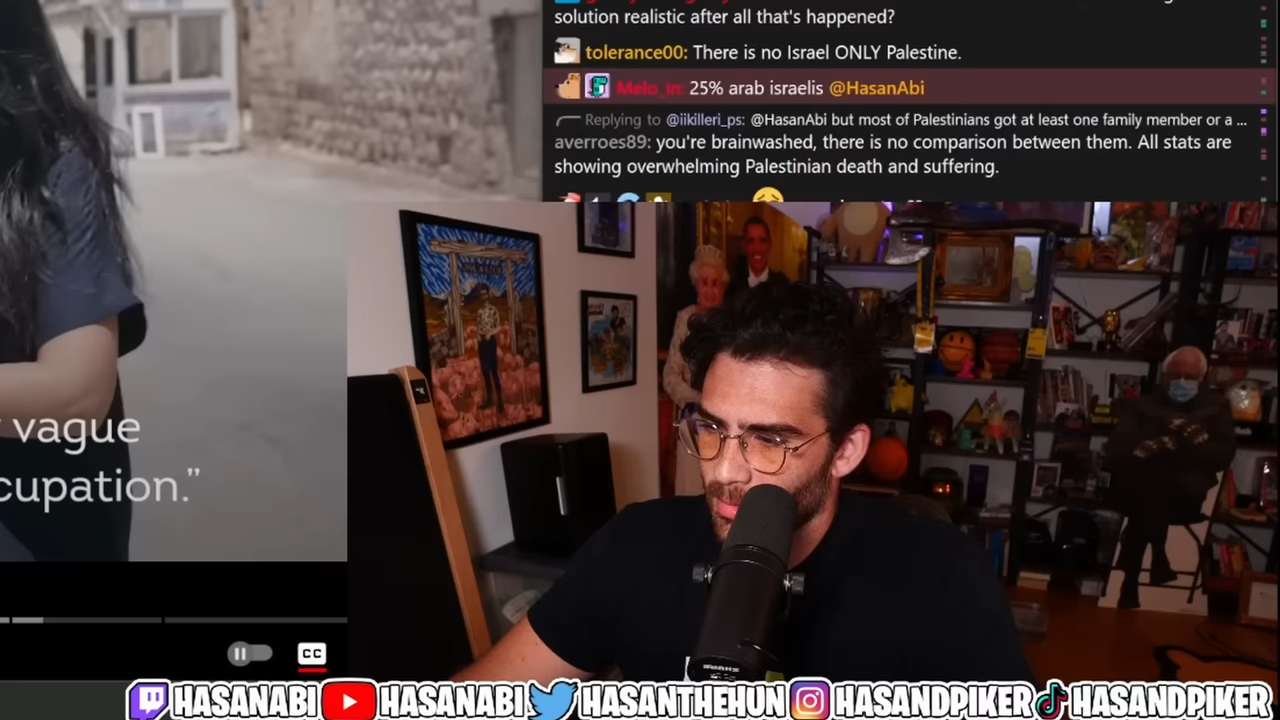 solution realistic after all that's happened?
tolerance00: There is no Israel ONLY Palestine.
Melo_in: 25% arab israelis @HasanAbi
Replying to @iikilleri_ps: @HasanAbi but most of Palestinians got at least one family member or a ...
averroes89: you're brainwashed, there is no comparison between them. All stats are
showing overwhelming Palestinian death and suffering.
vague
cupation."
CC
SHURE
HASANABI HASANABI HASANTHEHUN HASANDPIKER HASANDPIKER